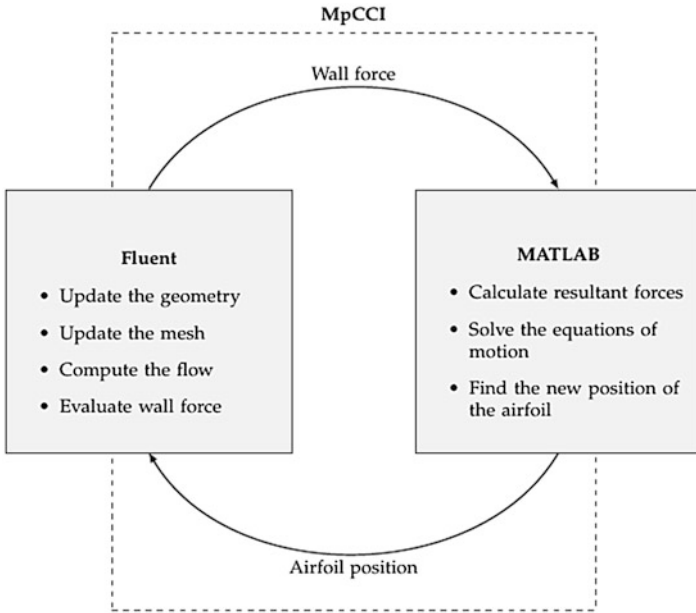 MpCCI
Wall force
Fluent
• Update the geometry
• Update the mesh
• Compute the flow
• Evaluate wall force
MATLAB
• Calculate resultant forces
• Solve the equations of
motion
• Find the new position of
the airfoil
Airfoil position